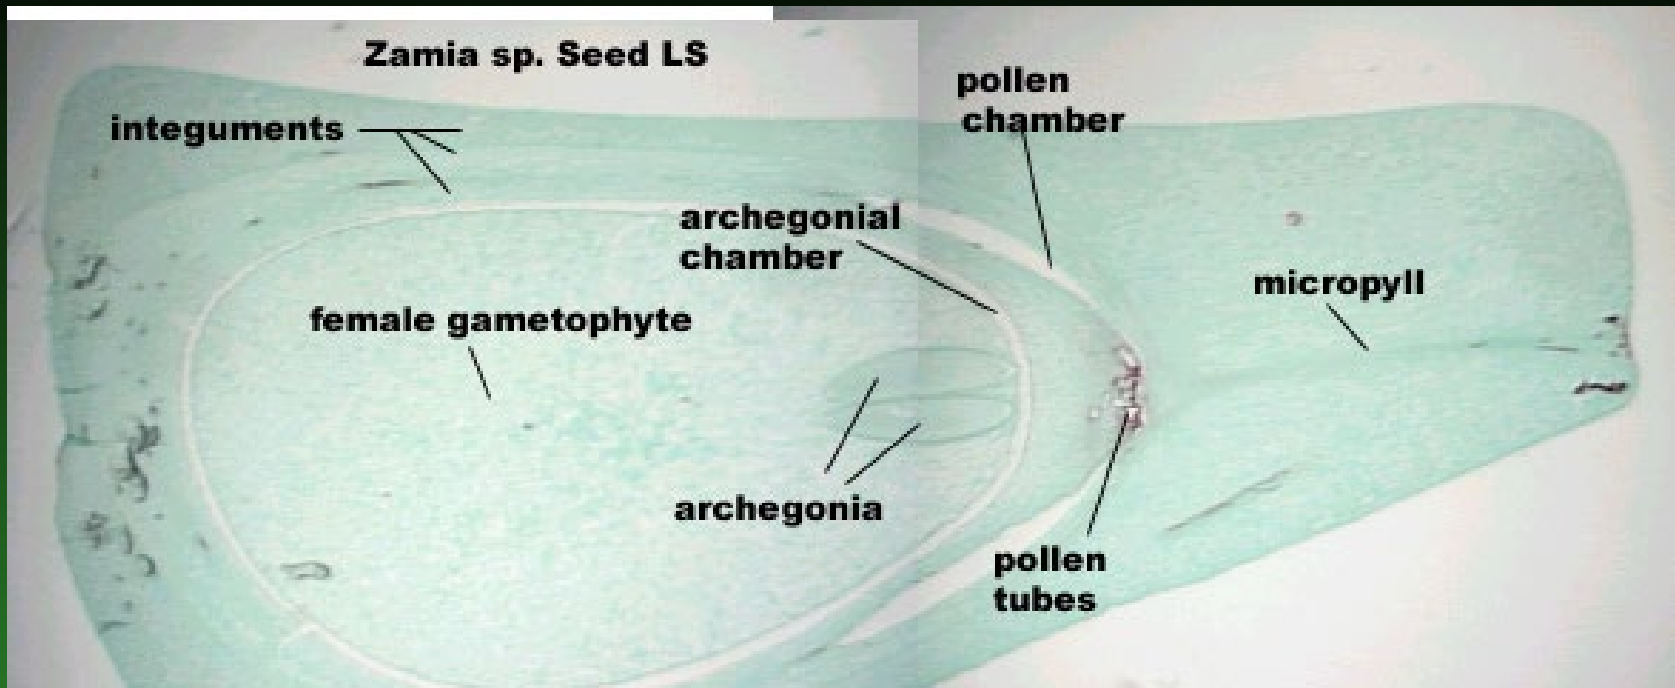 Zamia sp. Seed LS
pollen
chamber
integuments
archegonial
chamber
micropyll
female gametophyte
archegonia
pollen
tubes